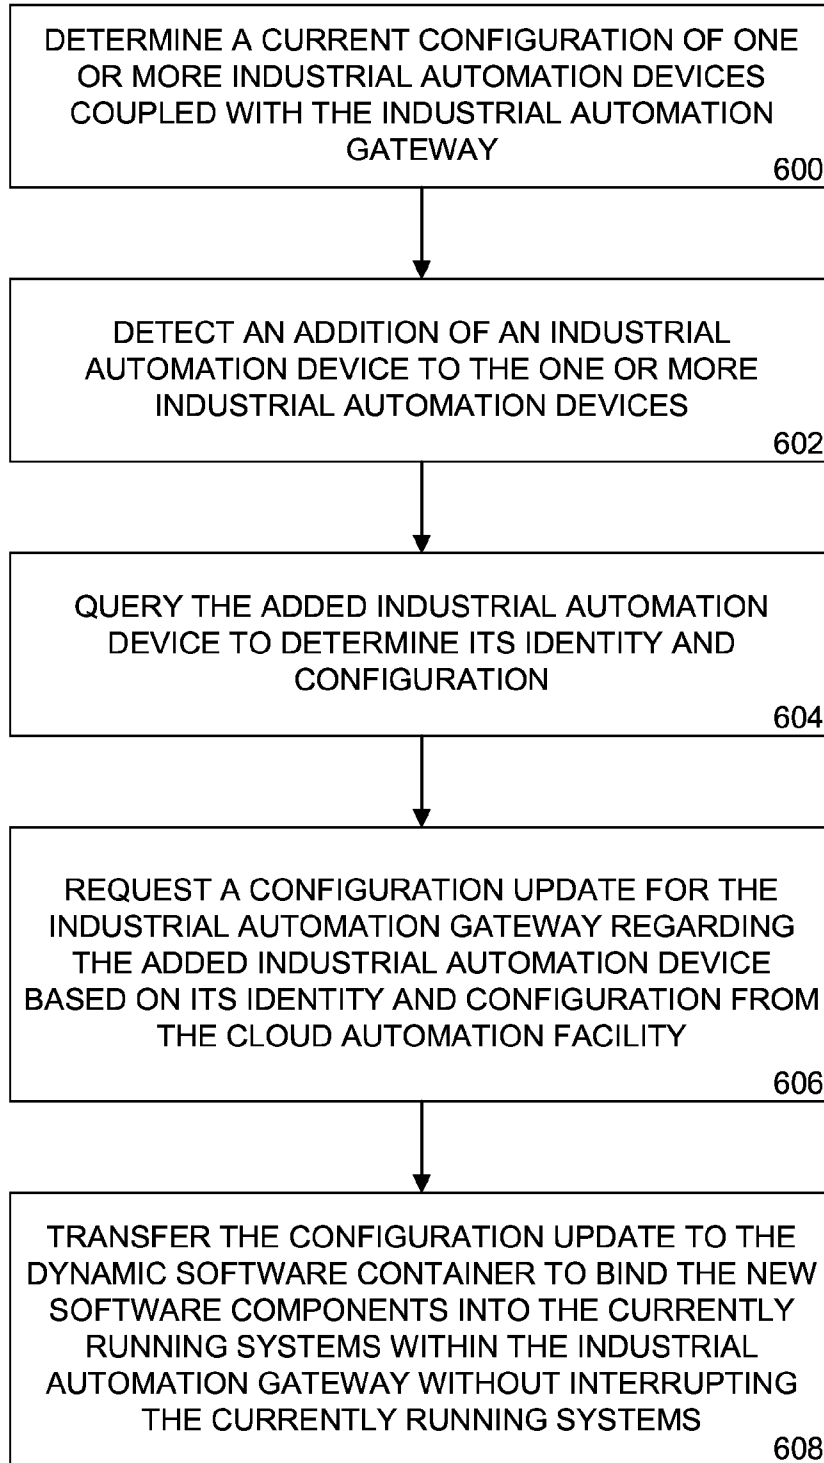 DETERMINE A CURRENT CONFIGURATION OF ONE
OR MORE INDUSTRIAL AUTOMATION DEVICES
COUPLED WITH THE INDUSTRIAL AUTOMATION
GATEWAY
600
DETECT AN ADDITION OF AN INDUSTRIAL
AUTOMATION DEVICE TO THE ONE OR MORE
INDUSTRIAL AUTOMATION DEVICES
602
QUERY THE ADDED INDUSTRIAL AUTOMATION
DEVICE TO DETERMINE ITS IDENTITY AND
CONFIGURATION
604
REQUEST A CONFIGURATION UPDATE FOR THE
INDUSTRIAL AUTOMATION GATEWAY REGARDING
THE ADDED INDUSTRIAL AUTOMATION DEVICE
BASED ON ITS IDENTITY AND CONFIGURATION FROM
THE CLOUD AUTOMATION FACILITY
606
TRANSFER THE CONFIGURATION UPDATE TO THE
DYNAMIC SOFTWARE CONTAINER TO BIND THE NEW
SOFTWARE COMPONENTS INTO THE CURRENTLY
RUNNING SYSTEMS WITHIN THE INDUSTRIAL
AUTOMATION GATEWAY WITHOUT INTERRUPTING
THE CURRENTLY RUNNING SYSTEMS
608